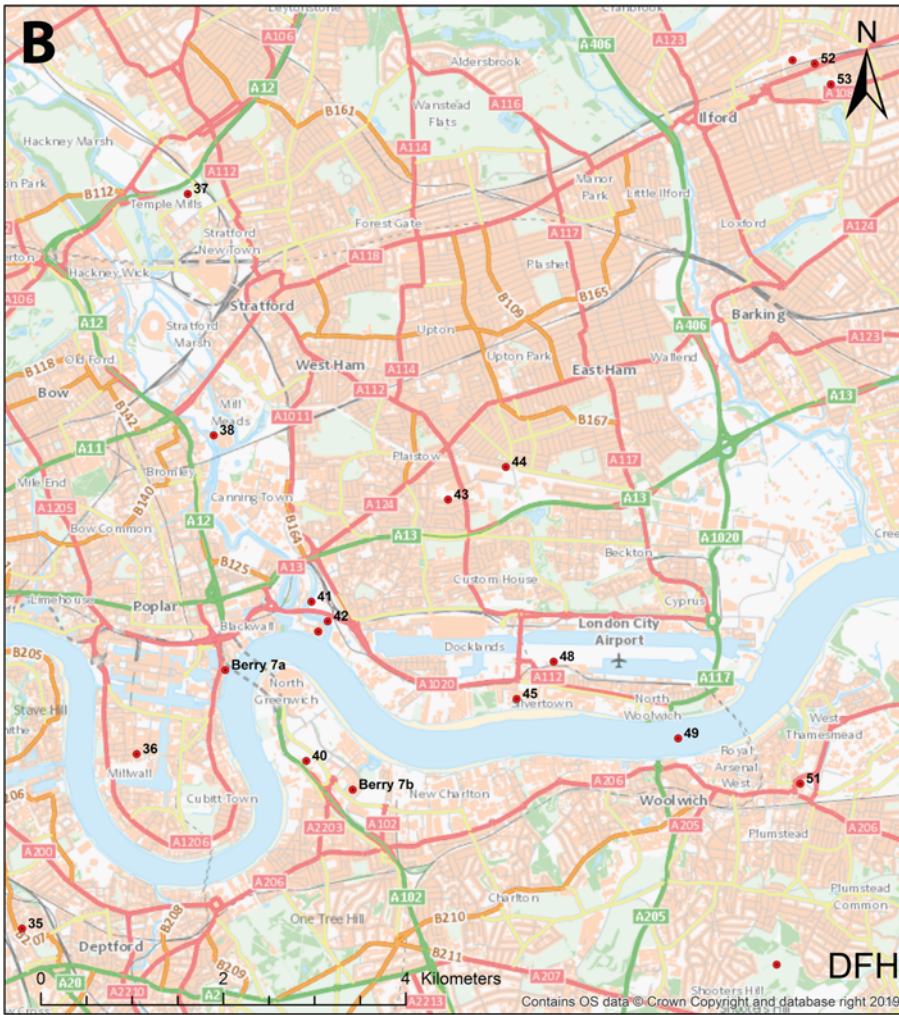 B
N
A106
Leytonstone
A406
Cranbrook
A123
A12
Aldersbrook
52
53
A108
Ilford
B161
A116
Wanstead
Flats
Hackney Marsh
A112
A114
B112
37
Temple Mills
Manor
Park
Little Ilford
Loxford
A124
Stratford
New Town
Forest Gate
A117
A118
Plashet
Hackney Wick
A106
B109
B165
Stratford
Barking
A12
A406
A123
Stratford
Marsh
Upton
Old Ford
B118
West Ham
A114
Upton Park
East Ham
Wallend
Bow
A112
A13
B142
Mill
Meads
A1011
B167
38
A11
Plaistow
44
A117
Bromley
Mile End
B140
Canning Town
43
A13
A1205
A124
Bow Common
A12
B164
A13
A1020
B125
A13
Beckton
Custom House
Limehouse
Poplar
41
Cyprus
Blackwall
42
London City
Airport
B205
Docklands
48
Berry 7a
A1020
A112
A117
North
Greenwich
45
Silvertown
North
Woolwich
West
Thamesmead
Stave Hill
49
36
40
Royal
Arsenal
West
Millwall
51
Berry 7b
A206
Cubitt Town
New Charlton
Woolwich
A102
A2203
A205
A206
Plumstead
A1206
A200
A206
A102
Charlton
Plumstead
Common
35
B208
One Tree Hill
B210
A205
Deptford
B209
B211
0
2
4
Kilometers
DFH
A20
A2210
A2
A2213
A207
Shooters Hill
Contains OS data © Crown Copyright and database right 2019